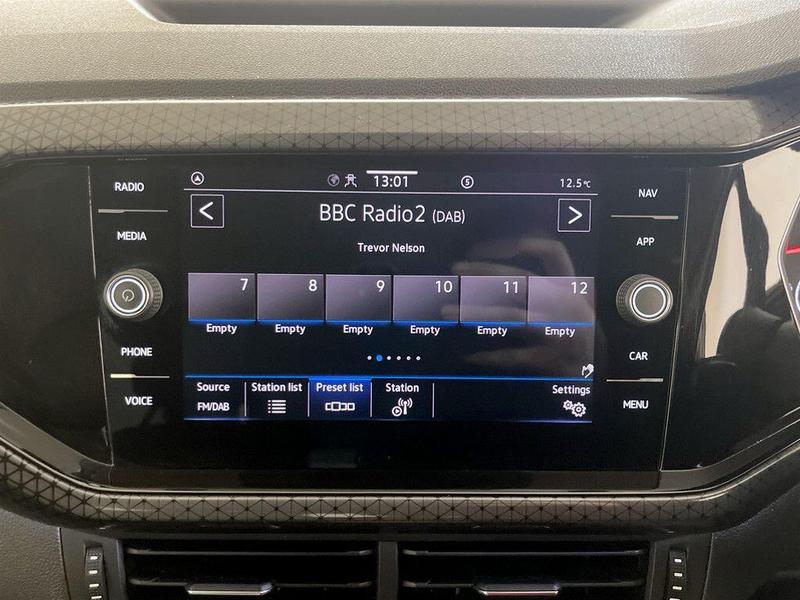 RADIO
MEDIA
PHONE
VOICE
13:01
5
12.5°C
BBC Radio2 (DAB)
Trevor Nelson
7 8 9 10 11 12
Empty Empty Empty Empty Empty Empty
Source Station list Preset list Station Settings
FM/DAB
NAV
APP
CAR
MENU